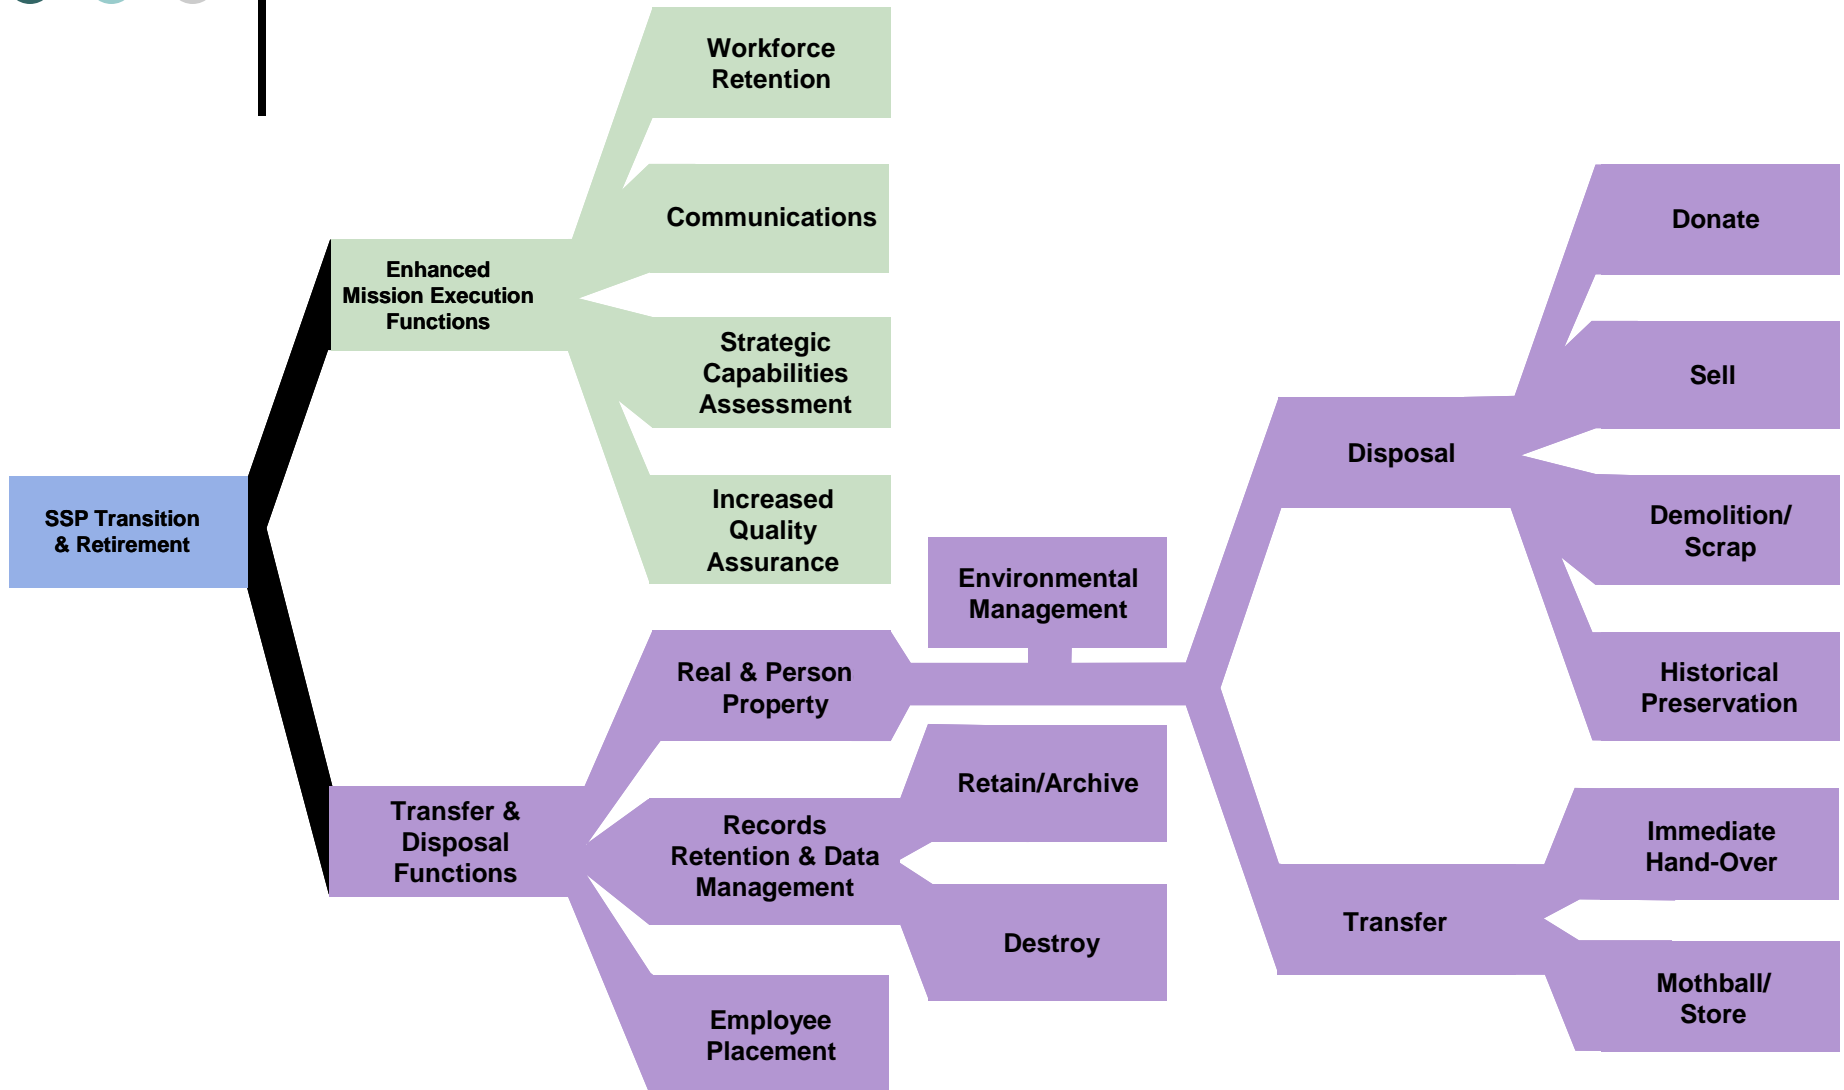 Workforce
Retention
Communications
Enhanced
Mission Execution
Functions
Strategic
Capabilities
Assessment
Increased
Quality
Assurance
SSP Transition
& Retirement
Environmental
Management
Real & Person
Property
Transfer &
Disposal
Functions
Records
Retention & Data
Management
Retain/Archive
Destroy
Employee
Placement
Disposal
Donate
Sell
Demolition/
Scrap
Historical
Preservation
Transfer
Immediate
Hand-Over
Mothball/
Store